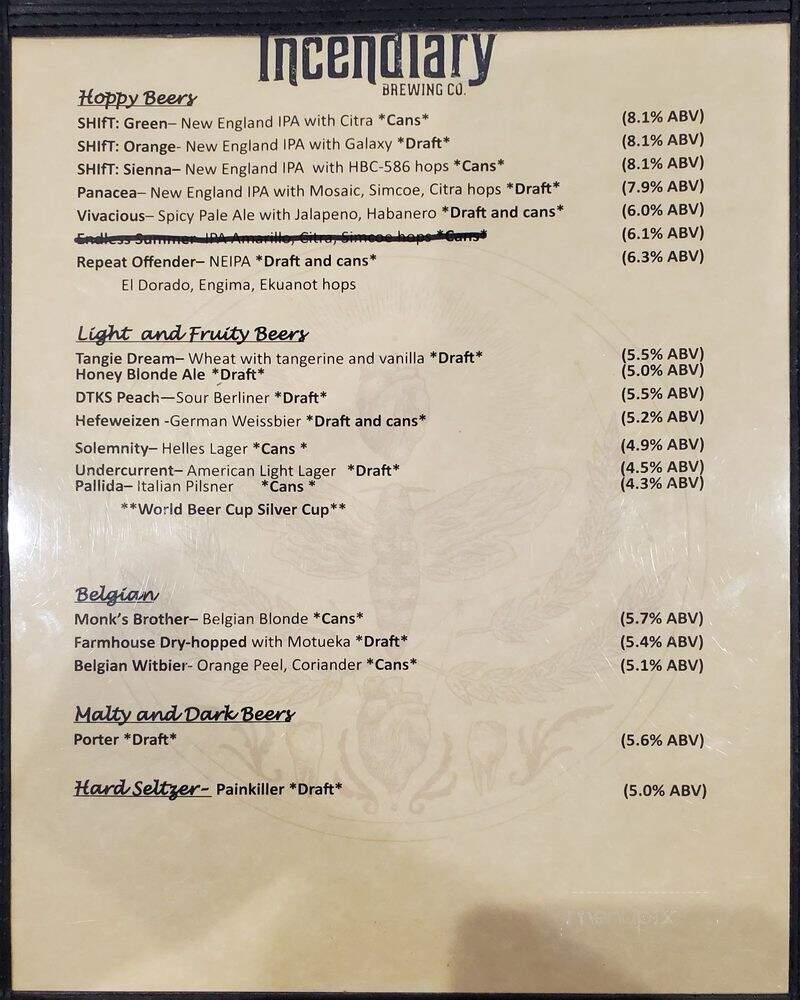 Incendiary
BREWING CO.
Hoppy Beers
SHIfT: Green– New England IPA with Citra *Cans* (8.1% ABV)
SHIfT: Orange- New England IPA with Galaxy *Draft* (8.1% ABV)
SHIfT: Sienna– New England IPA with HBC-586 hops *Cans* (8.1% ABV)
Panacea– New England IPA with Mosaic, Simcoe, Citra hops *Draft* (7.9% ABV)
Vivacious– Spicy Pale Ale with Jalapeno, Habanero *Draft and cans* (6.0% ABV)
Endless Summer- IPA Amarillo, Citra, Simcoe hops *Cans* (6.1% ABV)
Repeat Offender– NEIPA *Draft and cans* (6.3% ABV)
El Dorado, Engima, Ekuanot hops
Light and Fruity Beers
Tangie Dream– Wheat with tangerine and vanilla *Draft* (5.5% ABV)
Honey Blonde Ale *Draft* (5.0% ABV)
DTKS Peach—Sour Berliner *Draft* (5.5% ABV)
Hefeweizen -German Weissbier *Draft and cans* (5.2% ABV)
Solemnity– Helles Lager *Cans * (4.9% ABV)
Undercurrent– American Light Lager *Draft* (4.5% ABV)
Pallida– Italian Pilsner *Cans * (4.3% ABV)
**World Beer Cup Silver Cup**
Belgian
Monk's Brother– Belgian Blonde *Cans* (5.7% ABV)
Farmhouse Dry-hopped with Motueka *Draft* (5.4% ABV)
Belgian Witbier- Orange Peel, Coriander *Cans* (5.1% ABV)
Malty and Dark Beers
Porter *Draft* (5.6% ABV)
Hard Seltzer- Painkiller *Draft* (5.0% ABV)
menupix